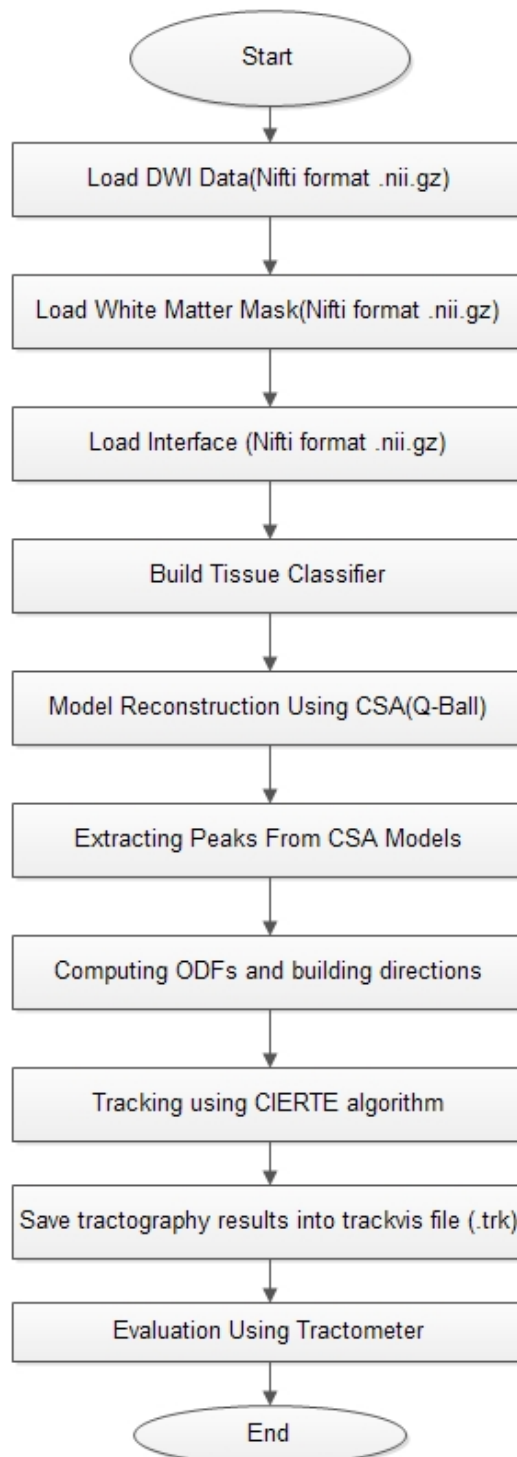 Start
Load DWI Data(Nifti format .nii.gz)
Load White Matter Mask(Nifti format .nii.gz)
Load Interface (Nifti format .nii.gz)
Build Tissue Classifier
Model Reconstruction Using CSA(Q-Ball)
Extracting Peaks From CSA Models
Computing ODFs and building directions
Tracking using CIERTE algorithm
Save tractography results into trackvis file (.trk)
Evaluation Using Tractometer
End